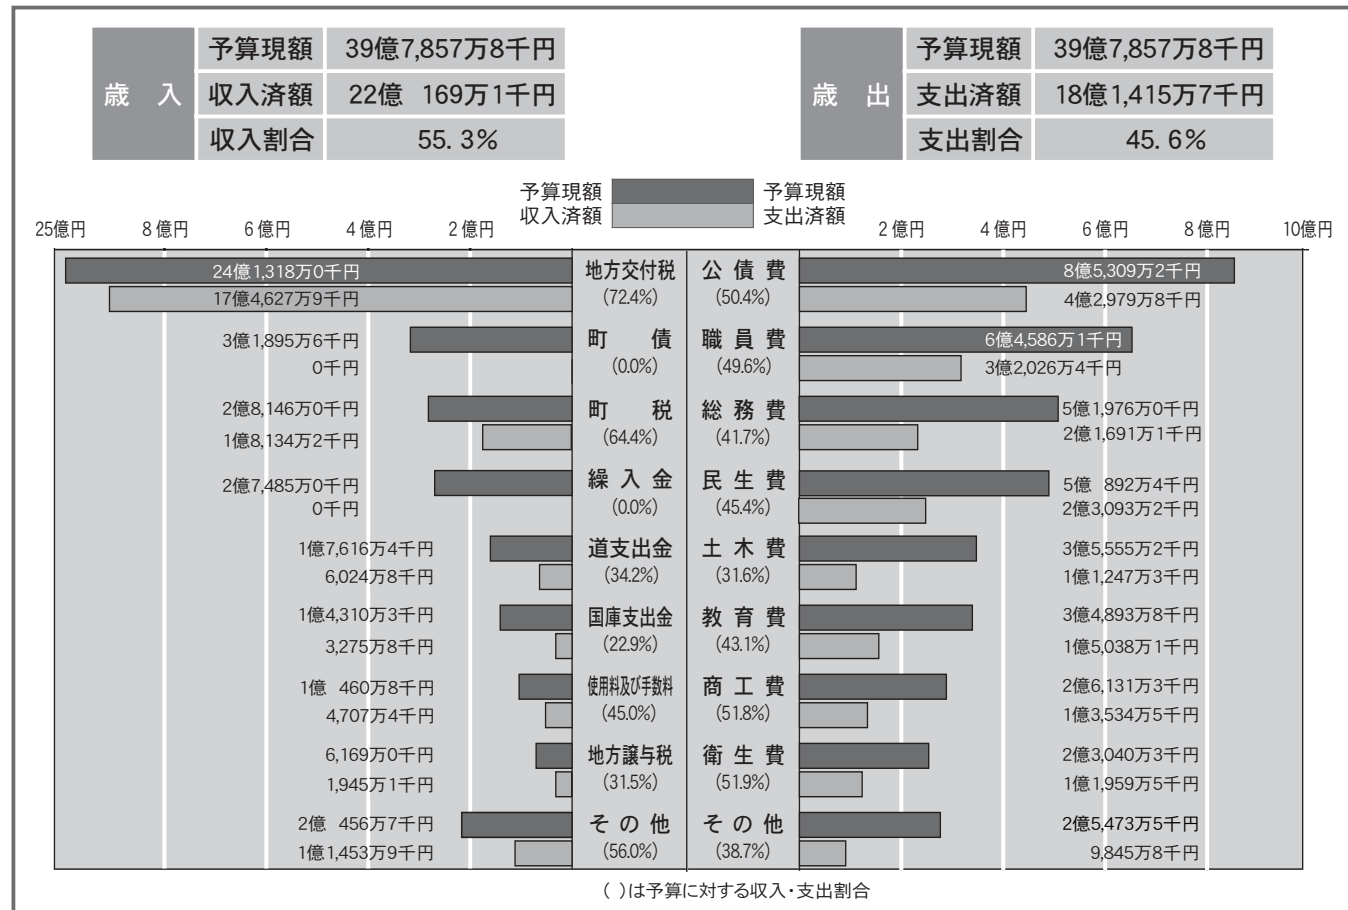 歳入
予算現額 39億7,857万8千円
収入済額 22億 169万1千円
収入割合 55.3%
歳出
予算現額 39億7,857万8千円
支出済額 18億1,415万7千円
支出割合 45.6%
予算現額 予算現額
収入済額 支出済額
25億円 8億円 6億円 4億円 2億円 2億円 4億円 6億円 8億円 10億円
24億1,318万0千円 地方交付税 公債費 8億5,309万2千円
17億4,627万9千円 (72.4%) (50.4%) 4億2,979万8千円
3億1,895万6千円 町債 職員費 6億4,586万1千円
0千円 (0.0%) (49.6%) 3億2,026万4千円
2億8,146万0千円 町税 総務費 5億1,976万0千円
1億8,134万2千円 (64.4%) (41.7%) 2億1,691万1千円
2億7,485万0千円 繰入金 民生費 5億 892万4千円
0千円 (0.0%) (45.4%) 2億3,093万2千円
1億7,616万4千円 道支出金 土木費 3億5,555万2千円
6,024万8千円 (34.2%) (31.6%) 1億1,247万3千円
1億4,310万3千円 国庫支出金 教育費 3億4,893万8千円
3,275万8千円 (22.9%) (43.1%) 1億5,038万1千円
1億 460万8千円 使用料及び手数料 商工費 2億6,131万3千円
4,707万4千円 (45.0%) (51.8%) 1億3,534万5千円
6,169万0千円 地方譲与税 衛生費 2億3,040万3千円
1,945万1千円 (31.5%) (51.9%) 1億1,959万5千円
2億 456万7千円 その他 その他 2億5,473万5千円
1億1,453万9千円 (56.0%) (38.7%) 9,845万8千円
( )は予算に対する収入・支出割合